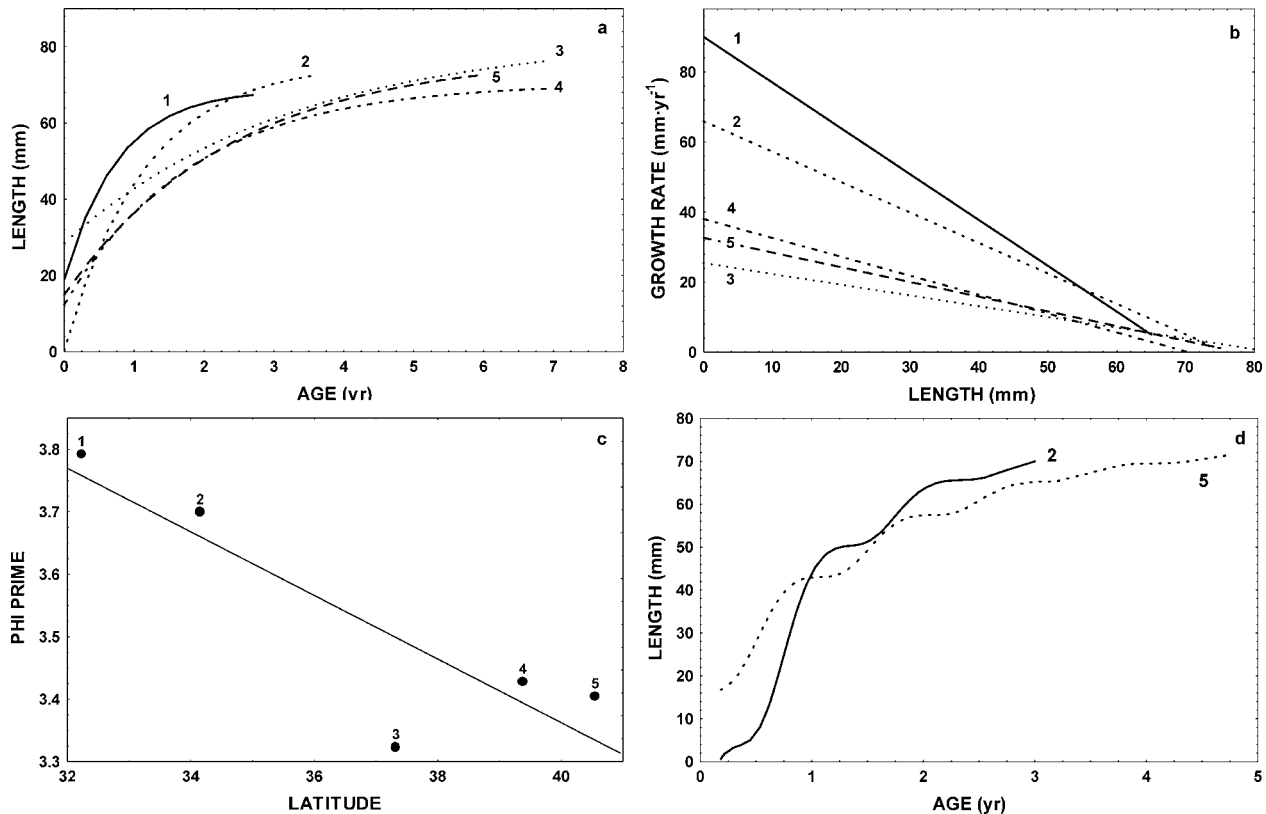 a
80
60
40
20
0
LENGTH (mm)
1
2
3
5
4
0 1 2 3 4 5 6 7 8
AGE (yr)
b
80
60
40
20
0
GROWTH RATE (mm·yr-1)
1
2
4
5
3
0 10 20 30 40 50 60 70 80
LENGTH (mm)
c
3.8
3.7
3.6
3.5
3.4
3.3
PHI PRIME
1
2
3
4
5
32 34 36 38 40
LATITUDE
d
80
70
60
50
40
30
20
10
0
LENGTH (mm)
2
5
0 1 2 3 4 5
AGE (yr)